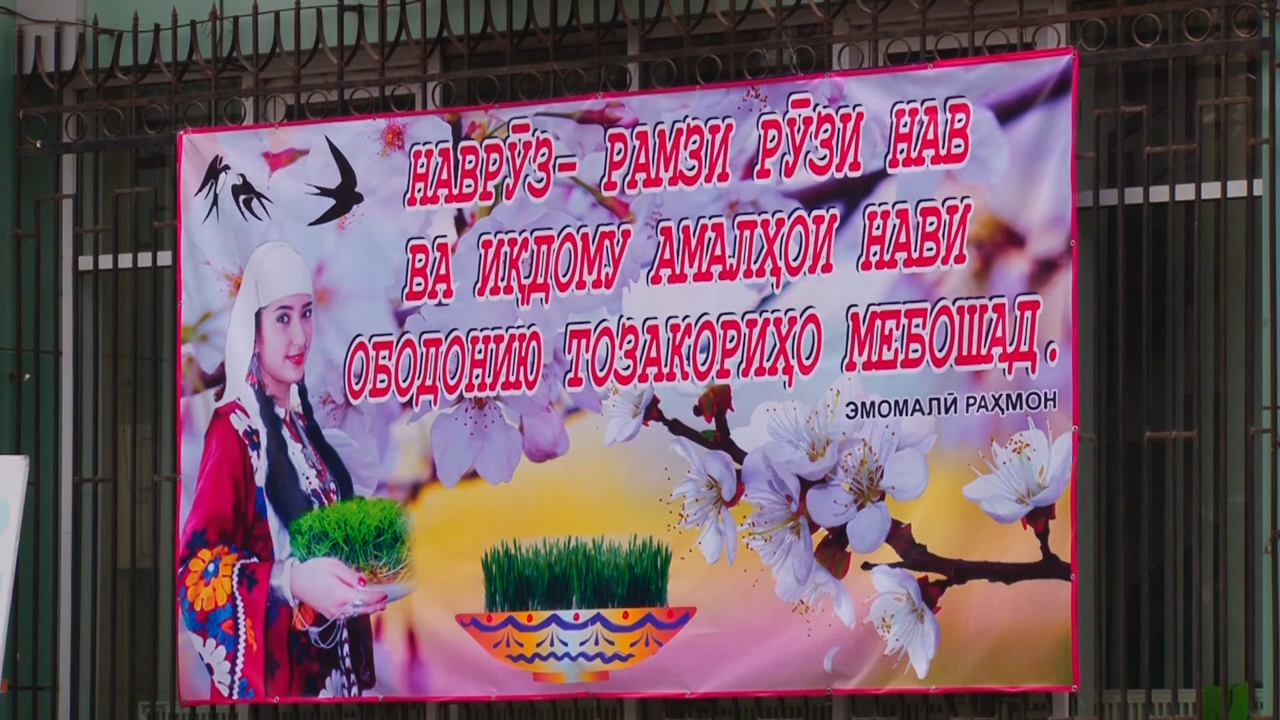 НАВРӮЗ– РАМЗИ РӮЗИ НАВ
ВА ИҚДОМУ АМАЛҲОИ НАВИ
ОБОДОНИЮ ТОЗАКОРИҲО МЕБОШАД.
ЭМОМАЛӢ РАҲМОН